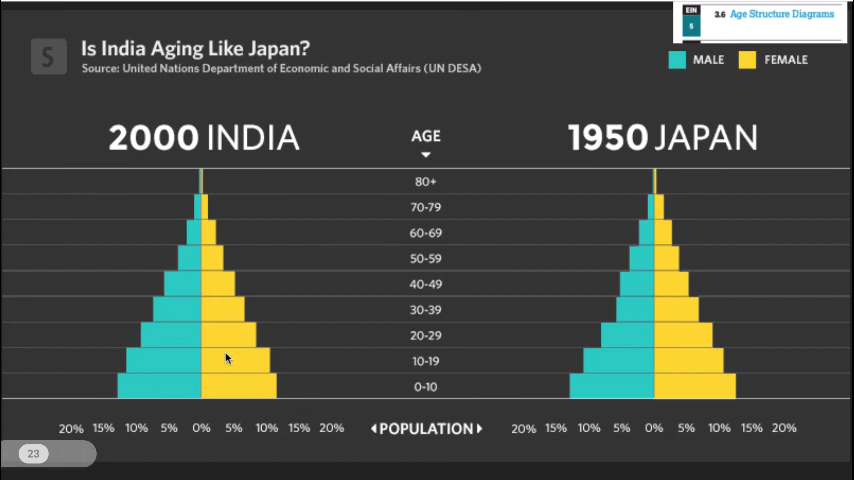 EIN
5
3.6 Age Structure Diagrams
S
Is India Aging Like Japan?
Source: United Nations Department of Economic and Social Affairs (UN DESA)
MALE
FEMALE
2000 INDIA
AGE
1950 JAPAN
80+
70-79
60-69
50-59
40-49
30-39
20-29
10-19
0-10
20% 15% 10% 5% 0% 5% 10% 15% 20%
POPULATION
20% 15% 10% 5% 0% 5% 10% 15% 20%
23